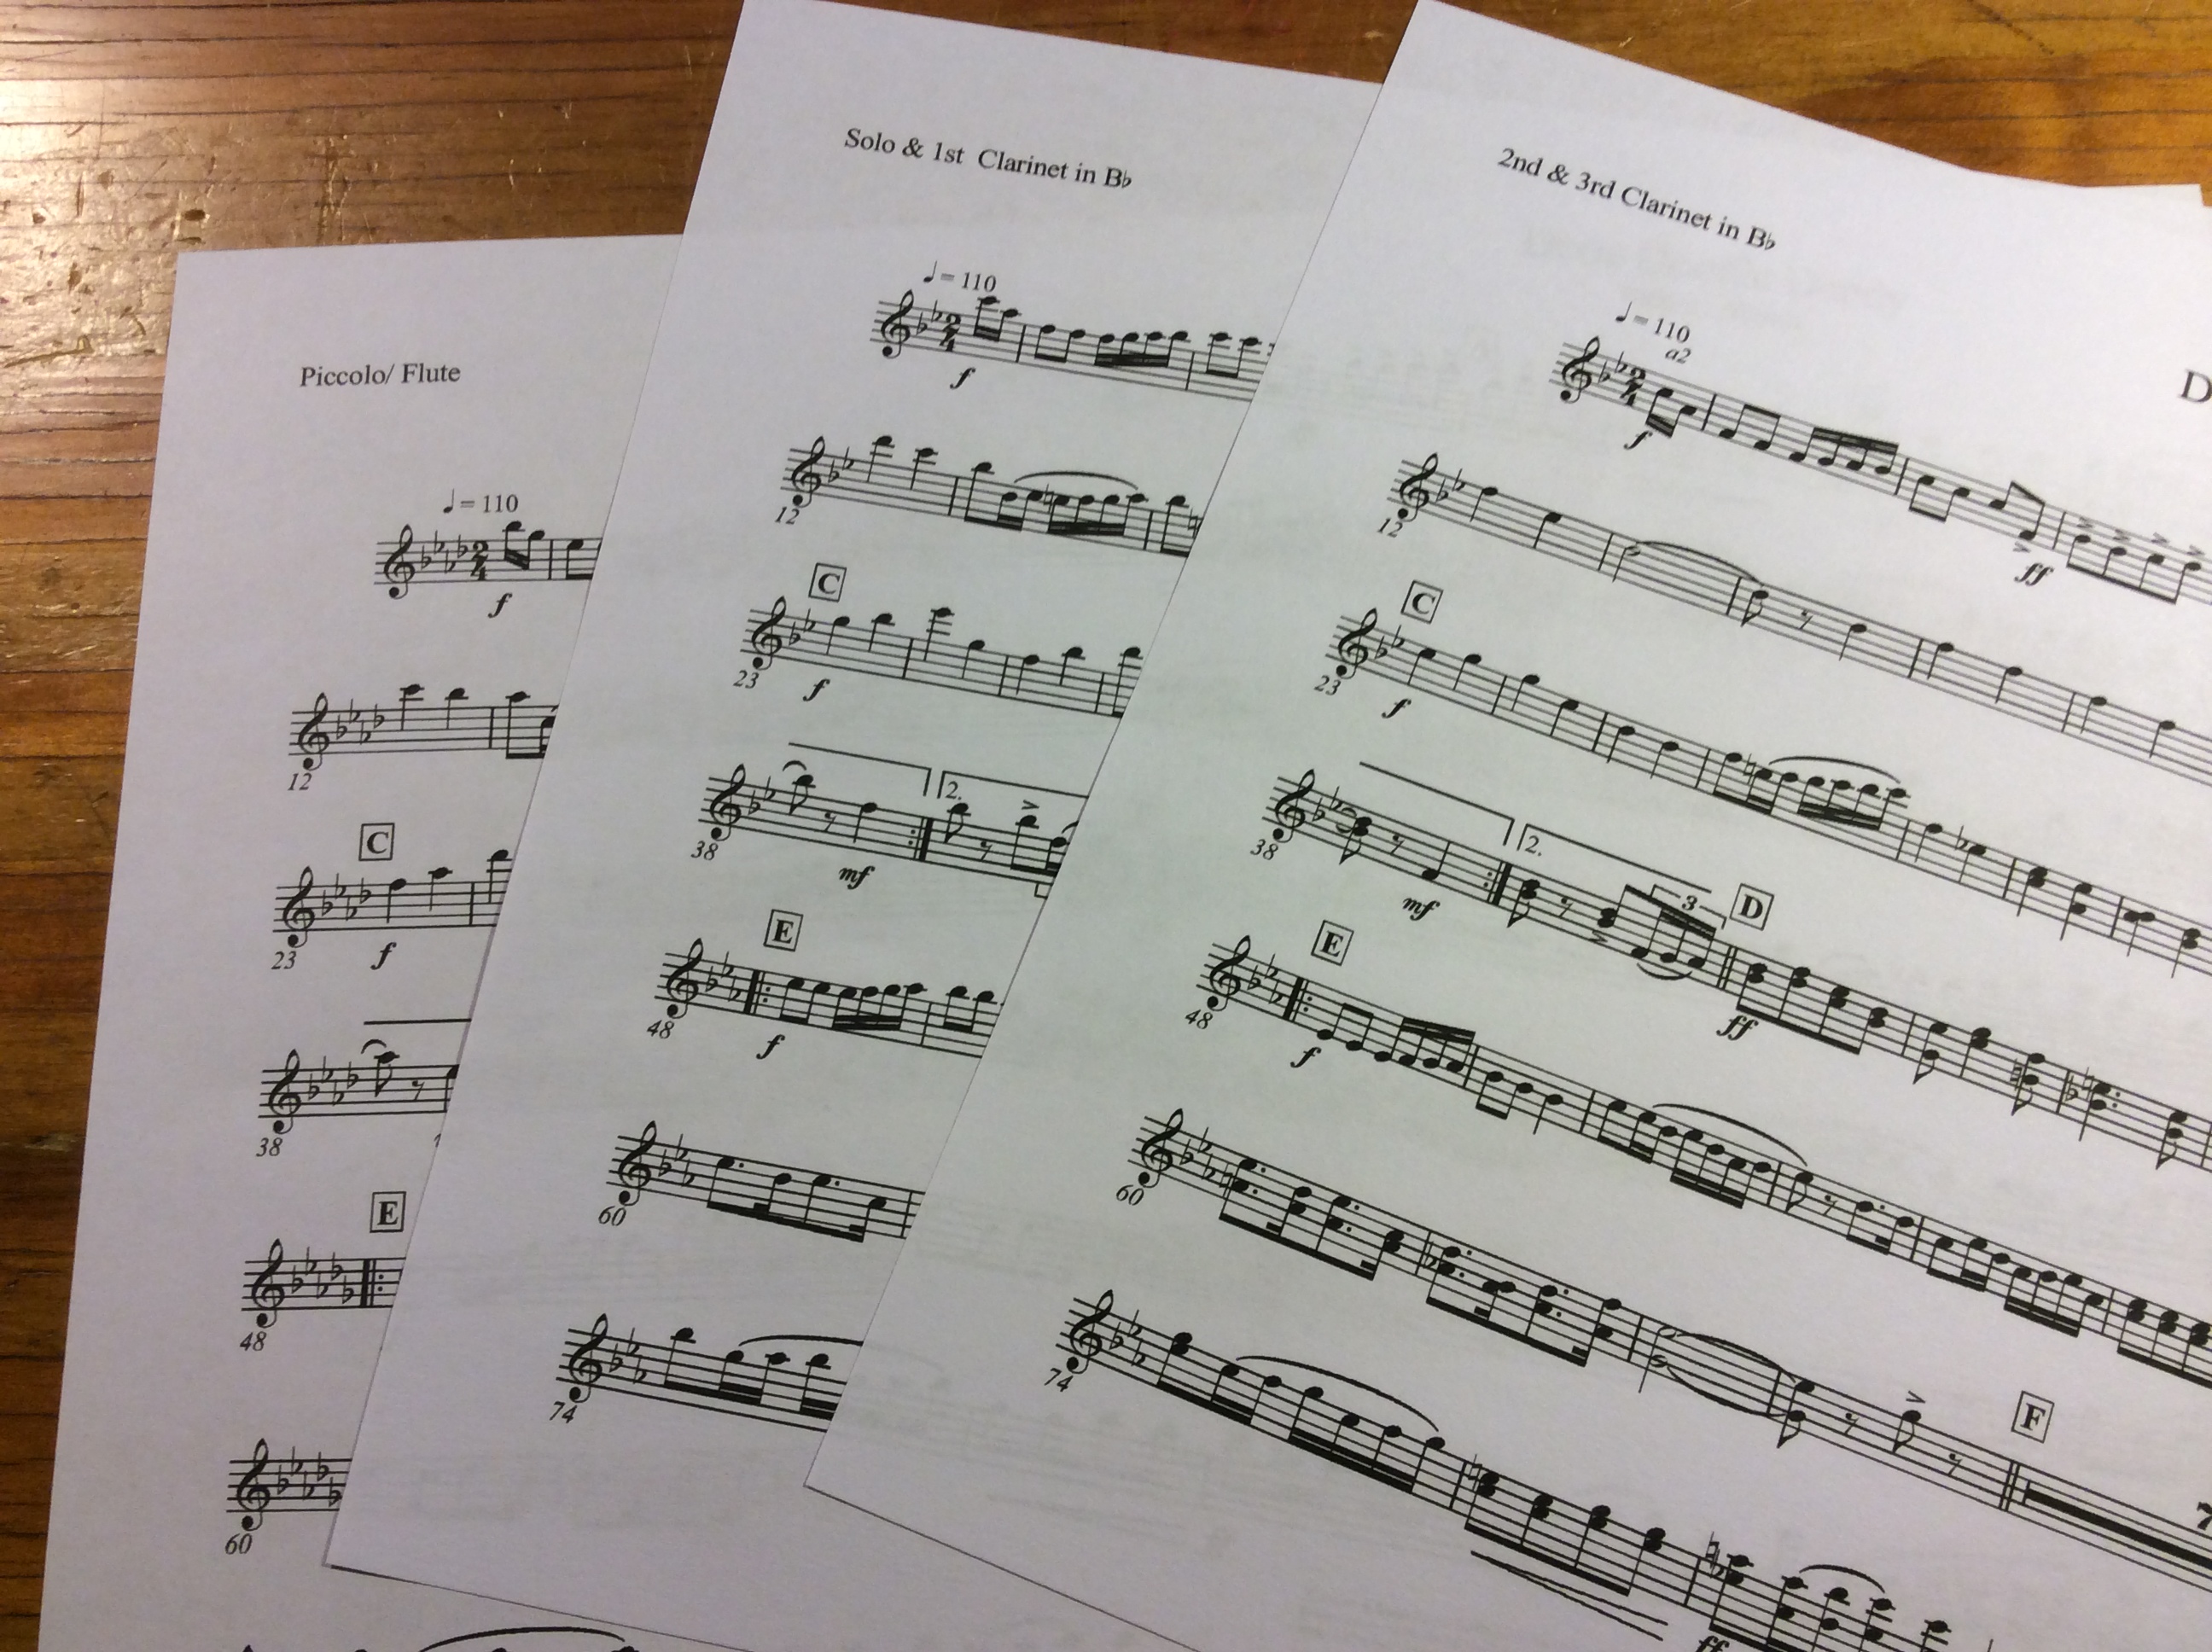 Piccolo/ Flute
♩= 110
f
12
C
23
f
38
E
48
60
Solo & 1st Clarinet in B♭
♩= 110
f
12
C
23
f
38
2.
mf
E
48
f
60
74
2nd & 3rd Clarinet in B♭
D
♩= 110
a2
f
ff
12
C
23
f
38
2.
3
D
mf
ff
E
48
f
60
F
7
74
ff